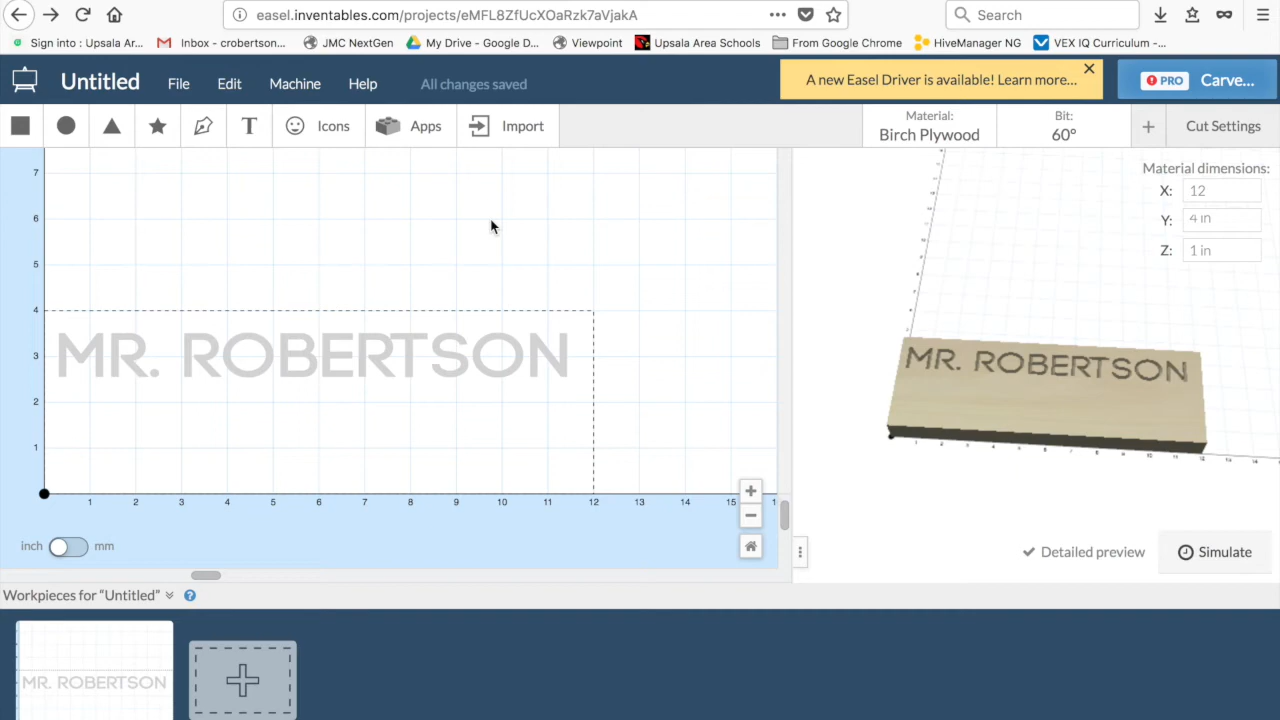 easel.inventables.com/projects/eMFL8ZfUcXOaRzk7aVjakA
Search
Sign into : Upsala Ar...
Inbox - crobertson...
JMC NextGen
My Drive - Google D...
Viewpoint
Upsala Area Schools
From Google Chrome
HiveManager NG
VEX IQ Curriculum -...
Untitled
File
Edit
Machine
Help
All changes saved
A new Easel Driver is available! Learn more...
PRO
Carve...
T
Icons
Apps
Import
Material:
Birch Plywood
Bit:
60°
Cut Settings
Material dimensions:
X: 12
Y: 4 in
Z: 1 in
7
6
5
4
3
2
1
MR. ROBERTSON
1 2 3 4 5 6 7 8 9 10 11 12 13 14 15 1
MR. ROBERTSON
inch
mm
Detailed preview
Simulate
Workpieces for “Untitled”
?
MR. ROBERTSON